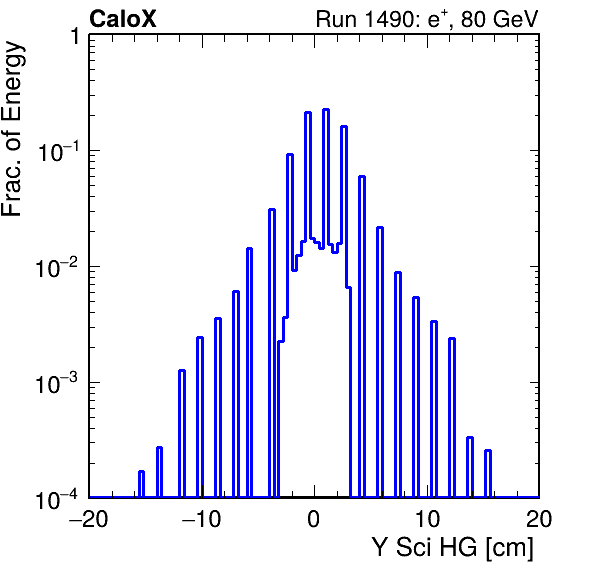 CaloX Run 1490: e⁺, 80 GeV
Frac. of Energy
1
10⁻¹
10⁻²
10⁻³
10⁻⁴
−20 −10 0 10 20
Y Sci HG [cm]